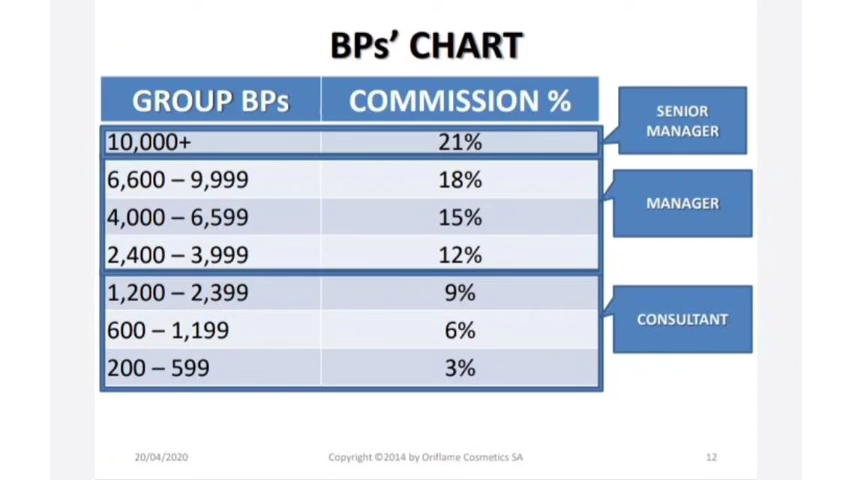 BPs’ CHART
GROUP BPs COMMISSION %
10,000+ 21%
6,600 – 9,999 18%
4,000 – 6,599 15%
2,400 – 3,999 12%
1,200 – 2,399 9%
600 – 1,199 6%
200 – 599 3%
SENIOR
MANAGER
MANAGER
CONSULTANT
20/04/2020 Copyright ©2014 by Oriflame Cosmetics SA 12